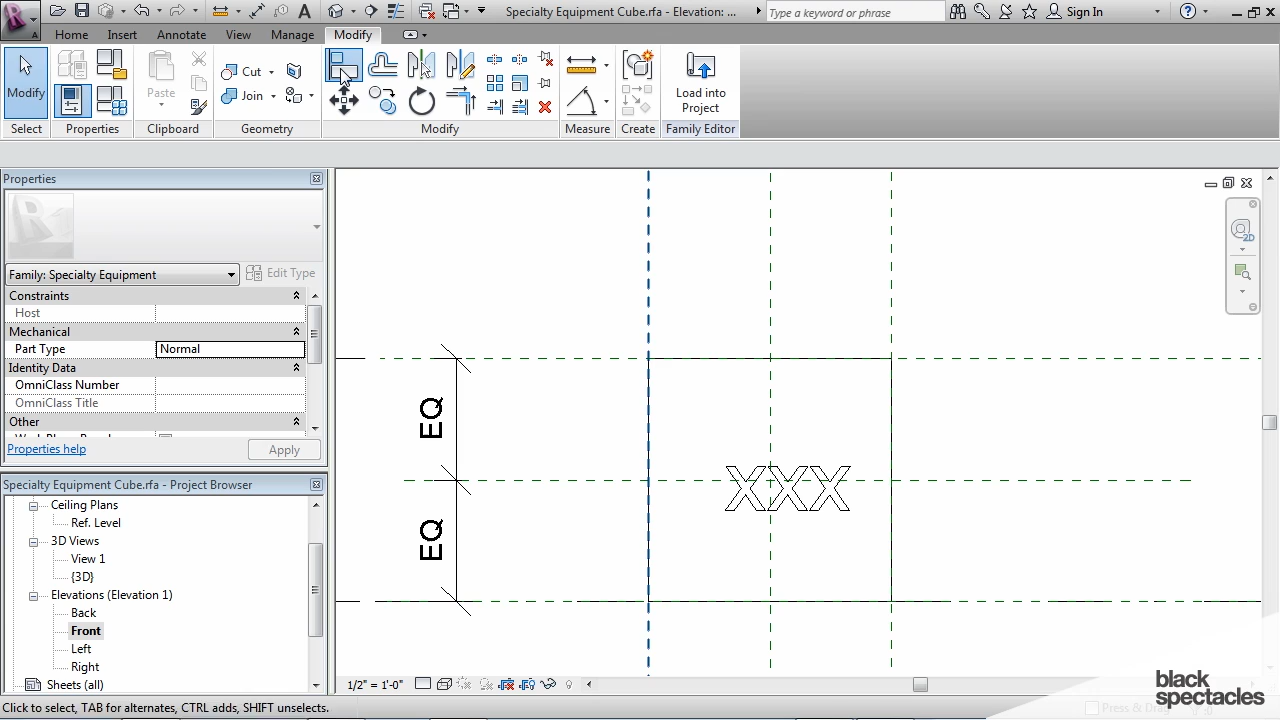 Specialty Equipment Cube.rfa - Elevation: ...
Type a keyword or phrase
Sign In
Home Insert Annotate View Manage Modify
Modify
Paste
Cut
Join
Load into
Project
Select Properties Clipboard Geometry Modify Measure Create Family Editor
Properties
Family: Specialty Equipment
Edit Type
Constraints
Host
Mechanical
Part Type Normal
Identity Data
OmniClass Number
OmniClass Title
Other
Properties help
Apply
Specialty Equipment Cube.rfa - Project Browser
Ceiling Plans
Ref. Level
3D Views
View 1
{3D}
Elevations (Elevation 1)
Back
Front
Left
Right
Sheets (all)
EQ
EQ
XXX
2D
1/2" = 1'-0"
Click to select, TAB for alternates, CTRL adds, SHIFT unselects.
Press & Drag
black
spectacles